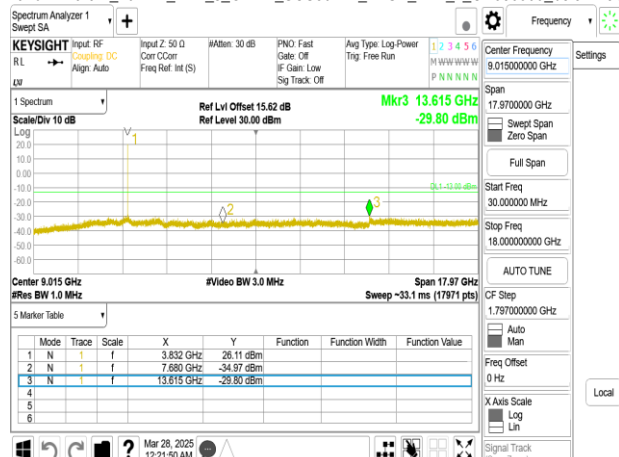 Spectrum Analyzer 1
Swept SA
Frequency
KEYSIGHT
Input: RF
Coupling: DC
Align: Auto
Input Z: 50 Ω
Corr CCorr
Freq Ref: Int (S)
#Atten: 30 dB
PNO: Fast
Gate: Off
IF Gain: Low
Sig Track: Off
Avg Type: Log-Power
Trig: Free Run
1 2 3 4 5 6
M W W W W W
P N N N N N
RL
LXI
1 Spectrum
Scale/Div 10 dB
Log
Ref Lvl Offset 15.62 dB
Ref Level 30.00 dBm
Mkr3 13.615 GHz
-29.80 dBm
20.0
10.0
0.00
-10.0
-20.0
-30.0
-40.0
-50.0
-60.0
1
2
3
DL1 -13.00 dBm
Center 9.015 GHz
#Res BW 1.0 MHz
#Video BW 3.0 MHz
Span 17.97 GHz
Sweep ~33.1 ms (17971 pts)
5 Marker Table
Mode Trace Scale X Y Function Function Width Function Value
1 N 1 f 3.832 GHz 26.11 dBm
2 N 1 f 7.680 GHz -34.97 dBm
3 N 1 f 13.615 GHz -29.80 dBm
4
5
6
Mar 28, 2025
12:21:50 AM
Center Frequency
9.015000000 GHz
Span
17.9700000 GHz
Swept Span
Zero Span
Full Span
Start Freq
30.000000 MHz
Stop Freq
18.000000000 GHz
AUTO TUNE
CF Step
1.797000000 GHz
Auto
Man
Freq Offset
0 Hz
X Axis Scale
Log
Lin
Signal Track
Settings
Local